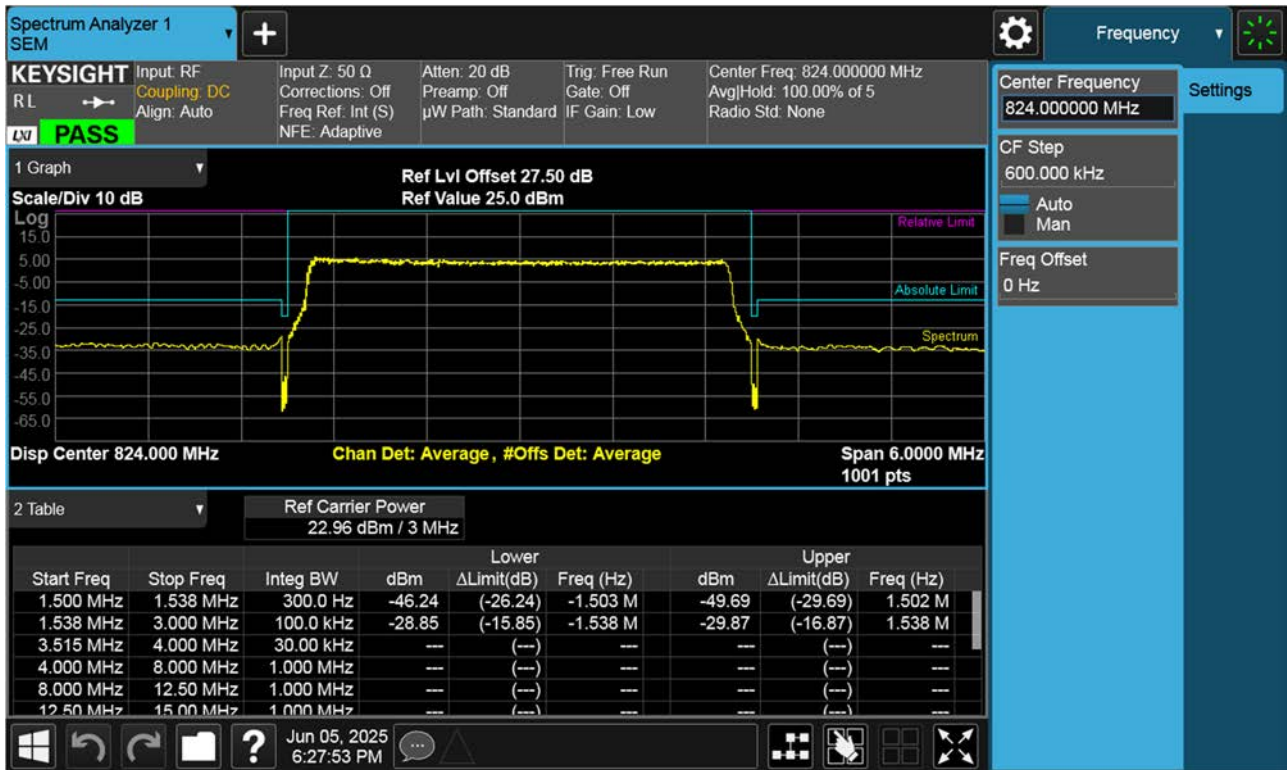 Spectrum Analyzer 1
SEM
Frequency
KEYSIGHT
RL
LXI
PASS
Input: RF
Coupling: DC
Align: Auto
Input Z: 50 Ω
Corrections: Off
Freq Ref: Int (S)
NFE: Adaptive
Atten: 20 dB
Preamp: Off
µW Path: Standard
Trig: Free Run
Gate: Off
IF Gain: Low
Center Freq: 824.000000 MHz
Avg|Hold: 100.00% of 5
Radio Std: None
Center Frequency
824.000000 MHz
Settings
CF Step
600.000 kHz
Auto
Man
Freq Offset
0 Hz
1 Graph
Scale/Div 10 dB
Ref Lvl Offset 27.50 dB
Ref Value 25.0 dBm
Log
15.0
5.00
-5.00
-15.0
-25.0
-35.0
-45.0
-55.0
-65.0
Relative Limit
Absolute Limit
Spectrum
Disp Center 824.000 MHz
Chan Det: Average, #Offs Det: Average
Span 6.0000 MHz
1001 pts
2 Table
Ref Carrier Power
22.96 dBm / 3 MHz
Lower Upper
Start Freq Stop Freq Integ BW dBm ΔLimit(dB) Freq (Hz) dBm ΔLimit(dB) Freq (Hz)
1.500 MHz 1.538 MHz 300.0 Hz -46.24 (-26.24) -1.503 M -49.69 (-29.69) 1.502 M
1.538 MHz 3.000 MHz 100.0 kHz -28.85 (-15.85) -1.538 M -29.87 (-16.87) 1.538 M
3.515 MHz 4.000 MHz 30.00 kHz --- (---) --- --- (---) ---
4.000 MHz 8.000 MHz 1.000 MHz --- (---) --- --- (---) ---
8.000 MHz 12.50 MHz 1.000 MHz --- (---) --- --- (---) ---
12.50 MHz 15.00 MHz 1.000 MHz --- (---) --- --- (---) ---
?
Jun 05, 2025
6:27:53 PM